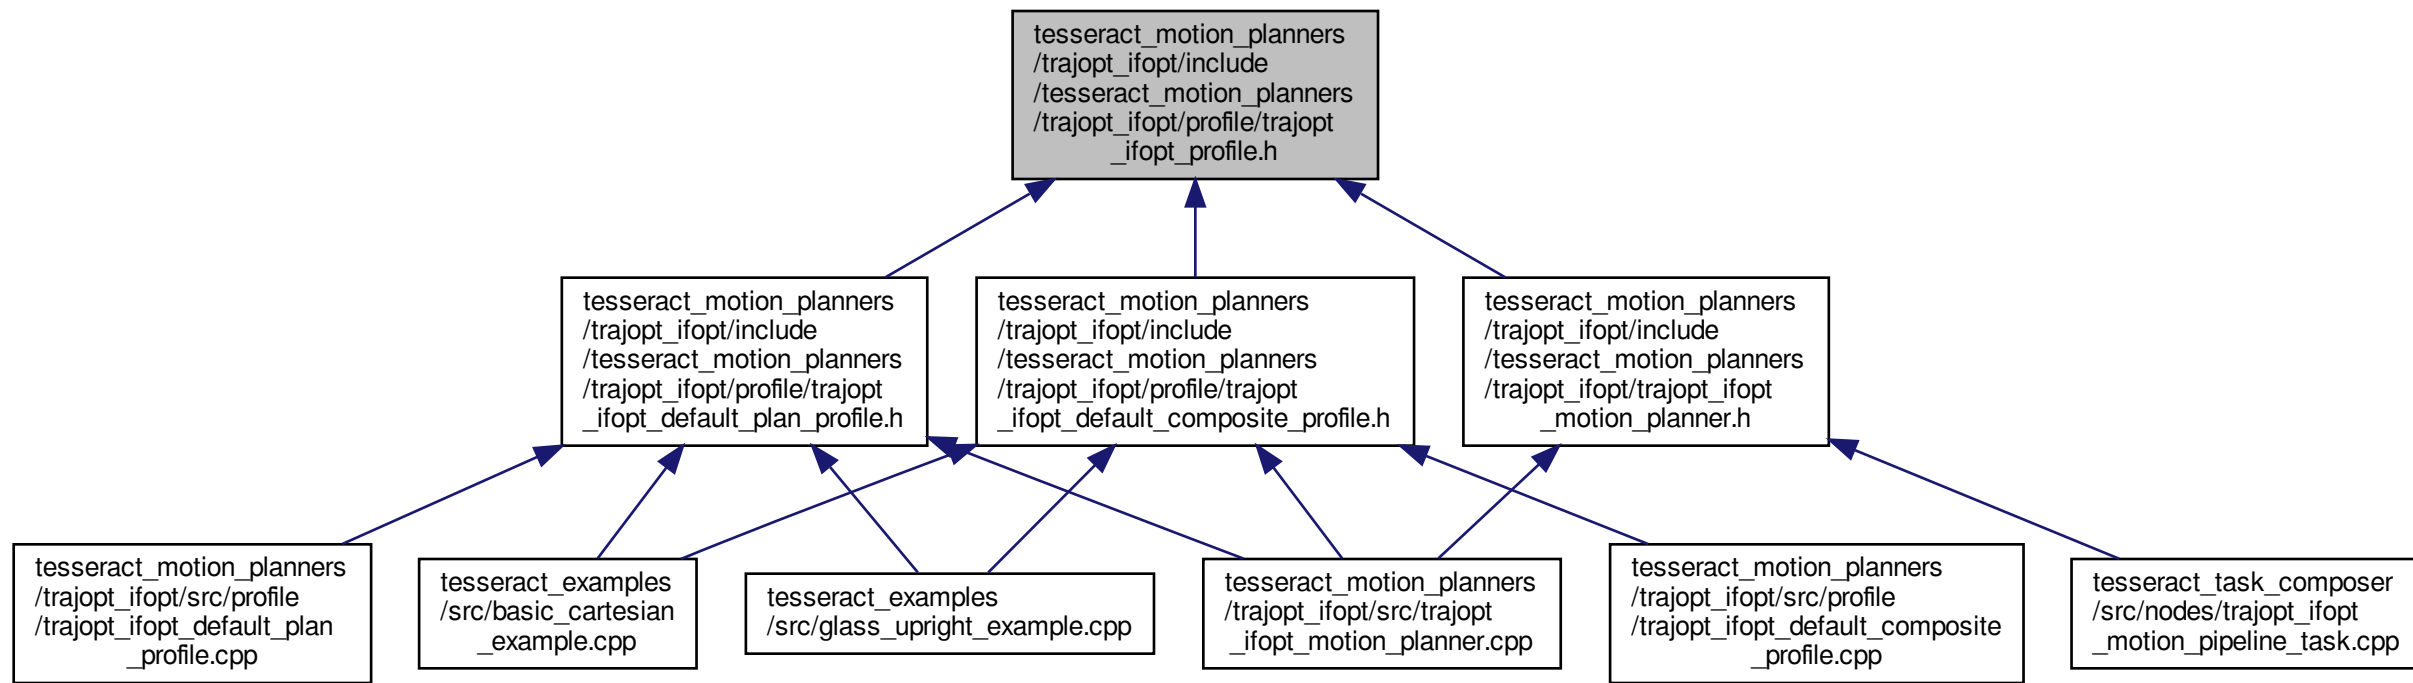 tesseract_motion_planners
/trajopt_ifopt/include
/tesseract_motion_planners
/trajopt_ifopt/profile/trajopt
_ifopt_profile.h
tesseract_motion_planners
/trajopt_ifopt/include
/tesseract_motion_planners
/trajopt_ifopt/profile/trajopt
_ifopt_default_plan_profile.h
tesseract_motion_planners
/trajopt_ifopt/include
/tesseract_motion_planners
/trajopt_ifopt/profile/trajopt
_ifopt_default_composite_profile.h
tesseract_motion_planners
/trajopt_ifopt/include
/tesseract_motion_planners
/trajopt_ifopt/trajopt_ifopt
_motion_planner.h
tesseract_motion_planners
/trajopt_ifopt/src/profile
/trajopt_ifopt_default_plan
_profile.cpp
tesseract_examples
/src/basic_cartesian
_example.cpp
tesseract_examples
/src/glass_upright_example.cpp
tesseract_motion_planners
/trajopt_ifopt/src/trajopt
_ifopt_motion_planner.cpp
tesseract_motion_planners
/trajopt_ifopt/src/profile
/trajopt_ifopt_default_composite
_profile.cpp
tesseract_task_composer
/src/nodes/trajopt_ifopt
_motion_pipeline_task.cpp